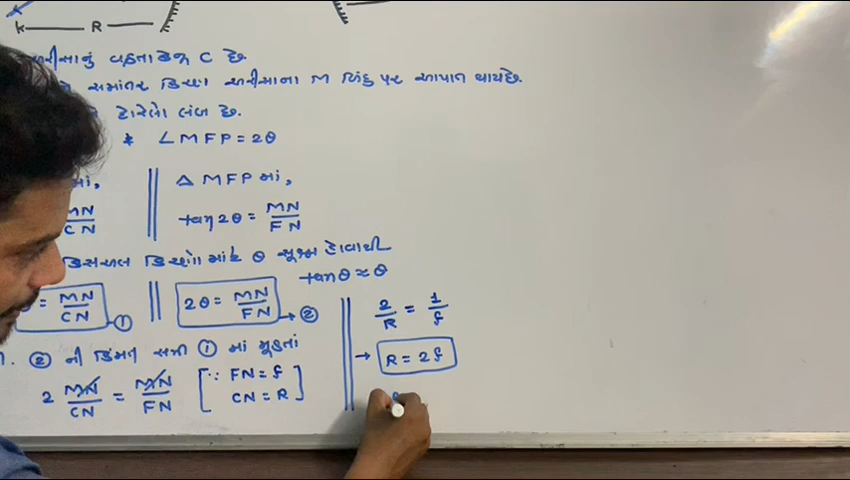 R
અરીસાનું વક્રતાકેન્દ્ર C છે.
સમાંતર કિરણ અરીસાના M બિંદુ પર આપાત થાય છે.
દોરેલો લંબ છે.
* ∠MFP = 2θ
માં, ΔMFP માં,
MN/CN tan 2θ = MN/FN
કિરણો માટે θ સૂક્ષ્મ હોવાથી
tan θ ≈ θ
= MN/CN ① 2θ = MN/FN → ②
② ની કિંમત સમી ① માં મૂકતાં
2 MN/CN = MN/FN [∵ FN = f
CN = R]
2/R = 1/f
→ R = 2f